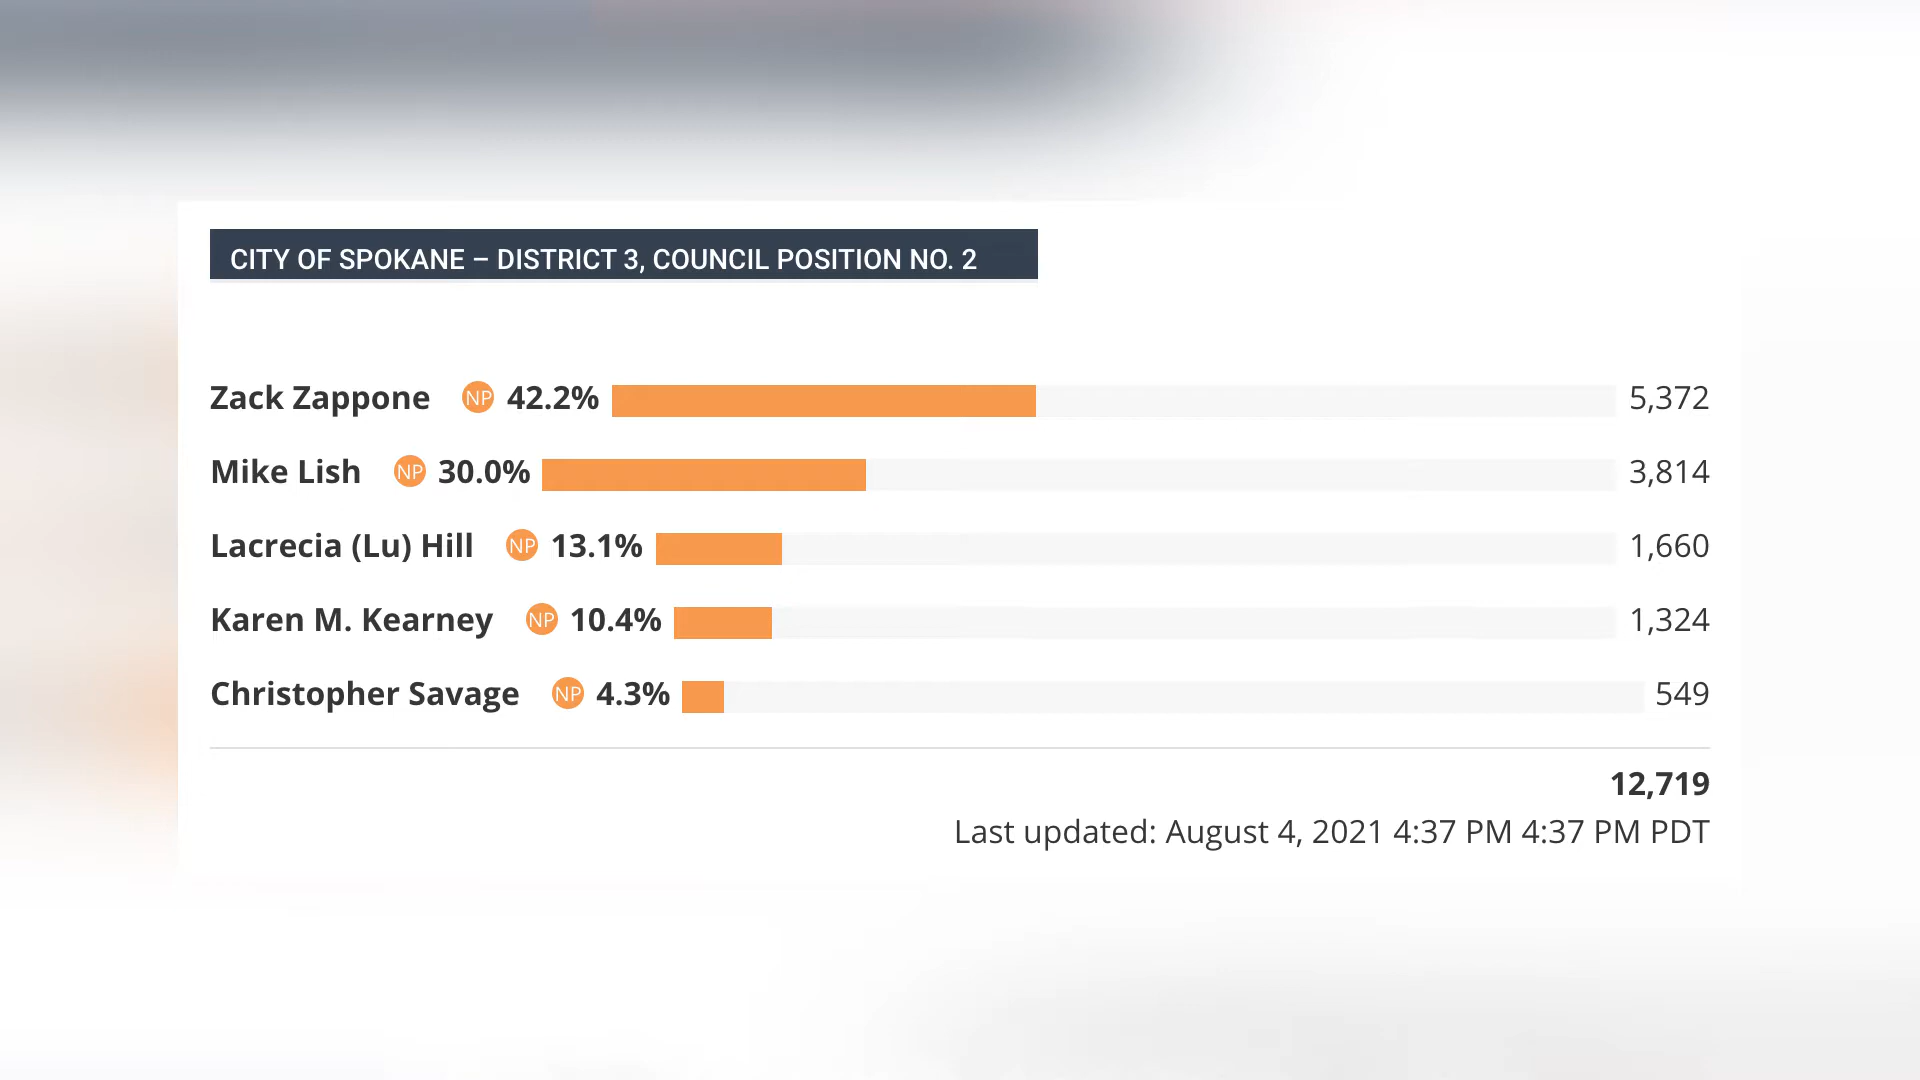 CITY OF SPOKANE – DISTRICT 3, COUNCIL POSITION NO. 2
Zack Zappone NP 42.2% 5,372
Mike Lish NP 30.0% 3,814
Lacrecia (Lu) Hill NP 13.1% 1,660
Karen M. Kearney NP 10.4% 1,324
Christopher Savage NP 4.3% 549
12,719
Last updated: August 4, 2021 4:37 PM 4:37 PM PDT